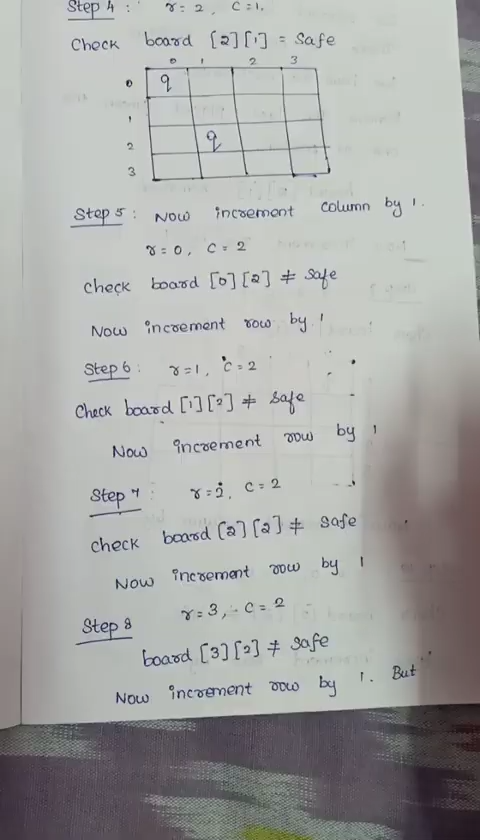 Step 4 : r = 2, C = 1.
Check board [2][1] = Safe
0 1 2 3
0 q
1
2 q
3
Step 5 : Now increment column by 1.
r = 0, C = 2
Check board [0][2] ≠ Safe
Now increment row by 1
Step 6 : r = 1, C = 2
Check board [1][2] ≠ Safe
Now increment row by 1
Step 7 : r = 2, C = 2
check board [2][2] ≠ Safe
Now increment row by 1
Step 8 r = 3, C = 2
board [3][2] ≠ Safe
Now increment row by 1. But